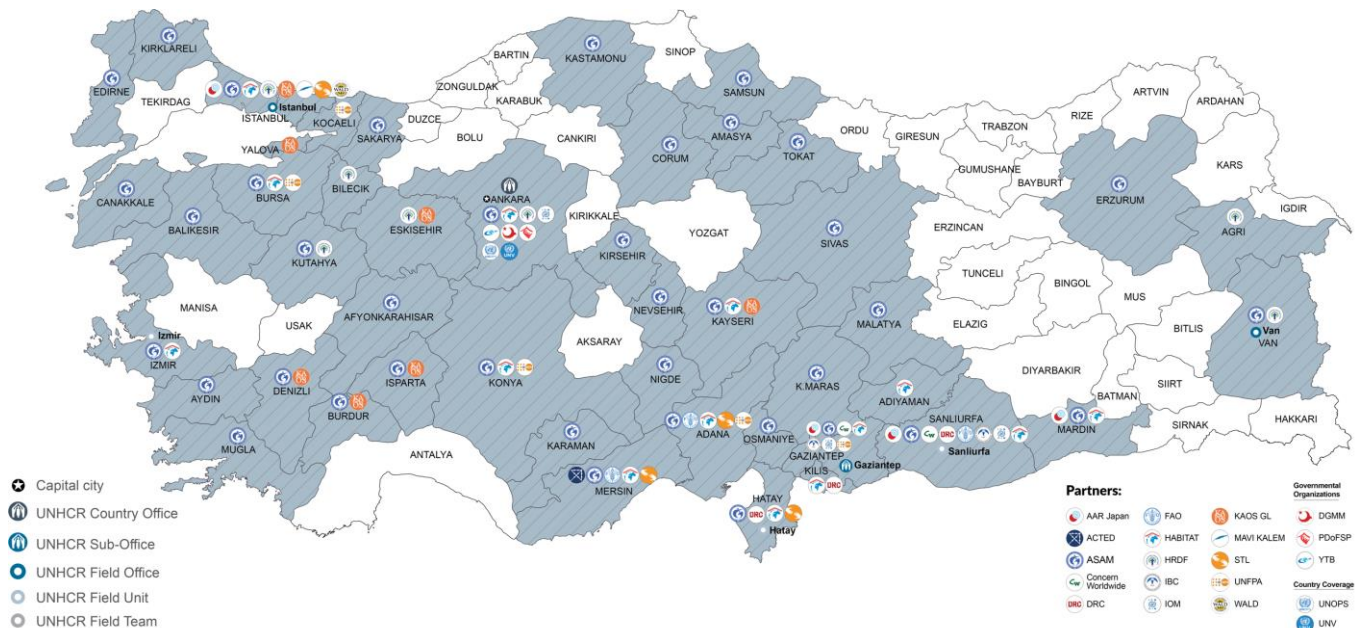 KIRKLARELI
EDIRNE
TEKIRDAG
Istanbul
ISTANBUL
KOCAELI
YALOVA
SAKARYA
DUZCE
ZONGULDAK
BARTIN
KARABUK
BOLU
CANKIRI
KASTAMONU
SINOP
SAMSUN
AMASYA
CORUM
TOKAT
ORDU
GIRESUN
TRABZON
GUMUSHANE
BAYBURT
RIZE
ARTVIN
ARDAHAN
KARS
IGDIR
AGRI
ERZURUM
ERZINCAN
TUNCELI
BINGOL
MUS
BITLIS
ELAZIG
DIYARBAKIR
BATMAN
SIIRT
SIRNAK
HAKKARI
Van
VAN
CANAKKALE
BALIKESIR
BURSA
BILECIK
KUTAHYA
ESKISEHIR
ANKARA
UNV
KIRIKKALE
KIRSEHIR
YOZGAT
SIVAS
MANISA
USAK
AFYONKARAHISAR
Izmir
IZMIR
AYDIN
MUGLA
DENIZLI
BURDUR
ISPARTA
ANTALYA
KONYA
AKSARAY
NEVSEHIR
KAYSERI
NIGDE
KARAMAN
MERSIN
ADANA
OSMANIYE
K.MARAS
MALATYA
ADIYAMAN
GAZIANTEP
Gaziantep
KILIS
DRC
HATAY
DRC
Hatay
SANLIURFA
DRC
Sanliurfa
MARDIN
Capital city
UNHCR Country Office
UNHCR Sub-Office
UNHCR Field Office
UNHCR Field Unit
UNHCR Field Team
Partners:
AAR Japan
ACTED
ASAM
Concern
Worldwide
DRC DRC
FAO
HABITAT
HRDF
IBC
IOM
KAOS GL
MAVI KALEM
STL
UNFPA
WALD
Governmental
Organizations
DGMM
PDoFSP
YTB
Country Coverage
UNOPS
UNV